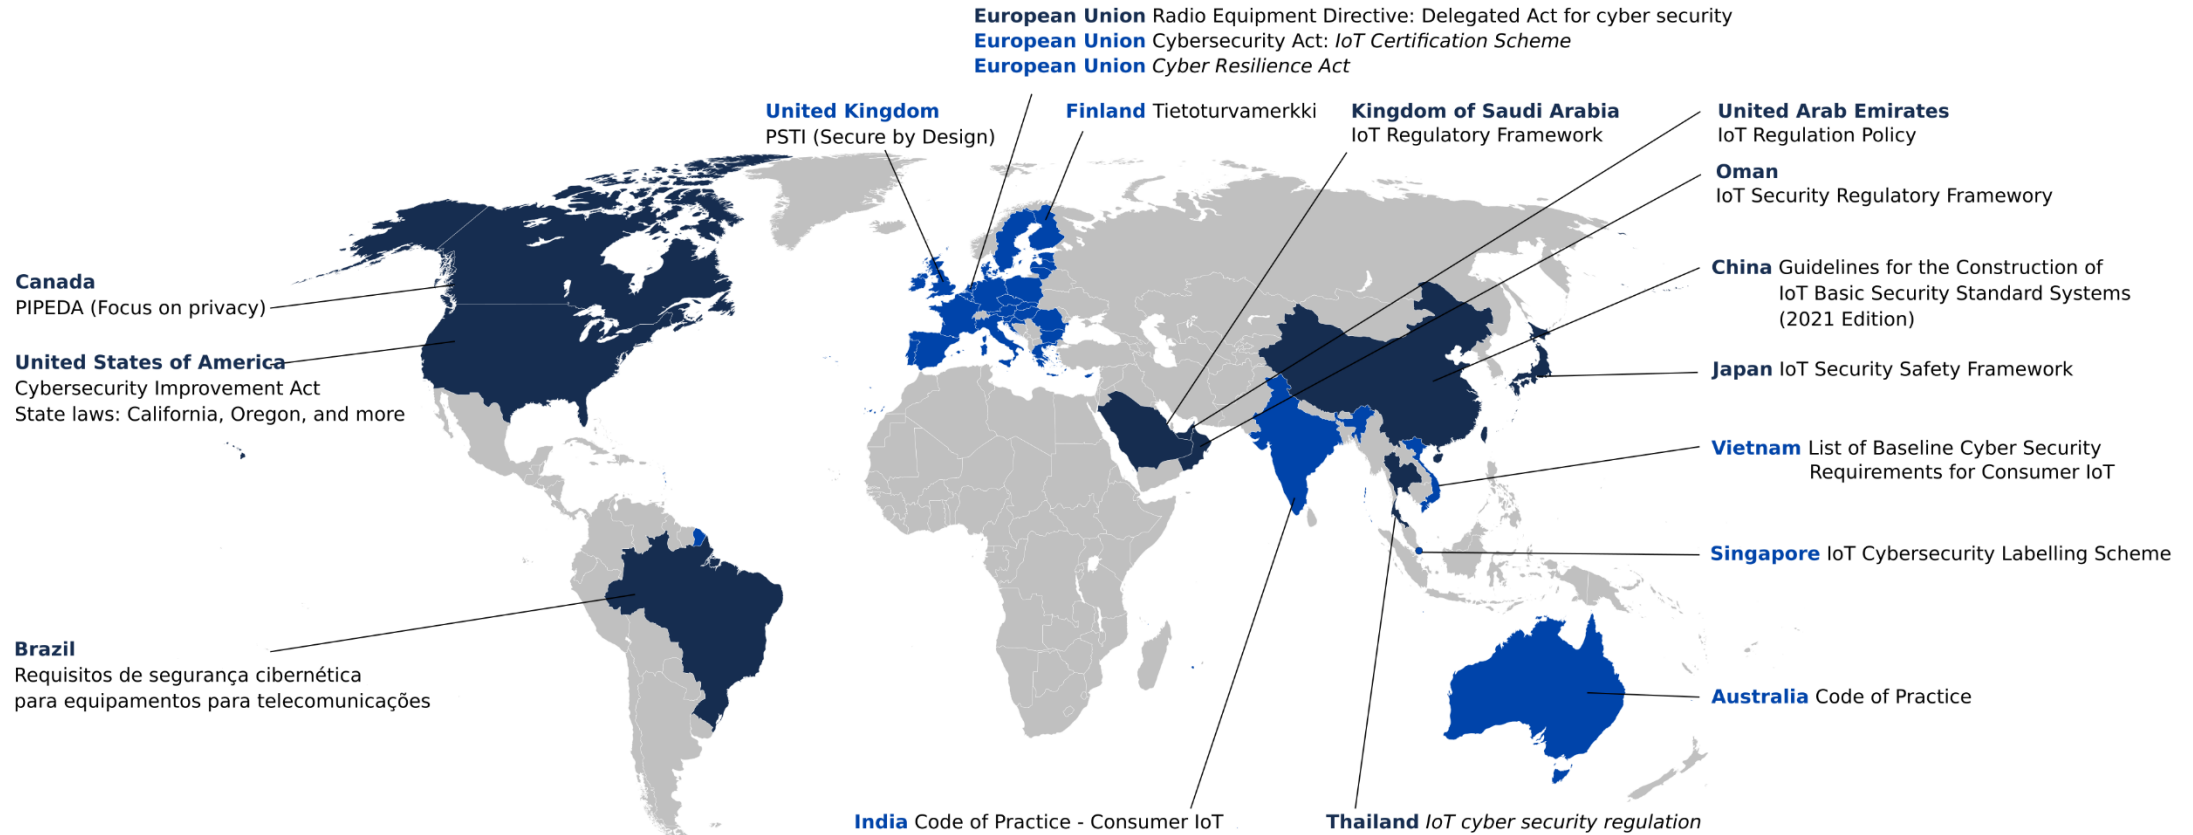 European Union Radio Equipment Directive: Delegated Act for cyber security
European Union Cybersecurity Act: IoT Certification Scheme
European Union Cyber Resilience Act
United Kingdom
PSTI (Secure by Design)
Finland Tietoturvamerkki
Kingdom of Saudi Arabia
IoT Regulatory Framework
United Arab Emirates
IoT Regulation Policy
Oman
IoT Security Regulatory Framewory
Canada
PIPEDA (Focus on privacy)
United States of America
Cybersecurity Improvement Act
State laws: California, Oregon, and more
China Guidelines for the Construction of
IoT Basic Security Standard Systems
(2021 Edition)
Japan IoT Security Safety Framework
Vietnam List of Baseline Cyber Security
Requirements for Consumer IoT
Singapore IoT Cybersecurity Labelling Scheme
Brazil
Requisitos de segurança cibernética
para equipamentos para telecomunicações
Australia Code of Practice
India Code of Practice - Consumer IoT
Thailand IoT cyber security regulation